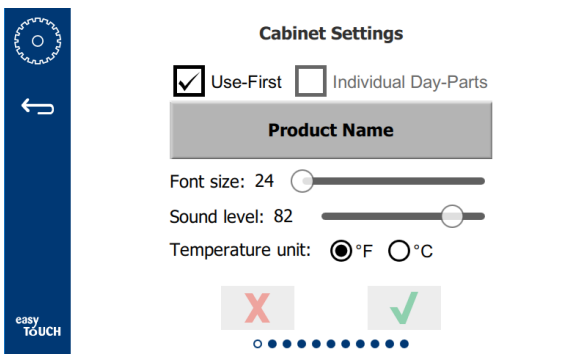 Cabinet Settings
Use-First Individual Day-Parts
Product Name
Font size: 24
Sound level: 82
Temperature unit: °F °C
X
easy
TOUCH